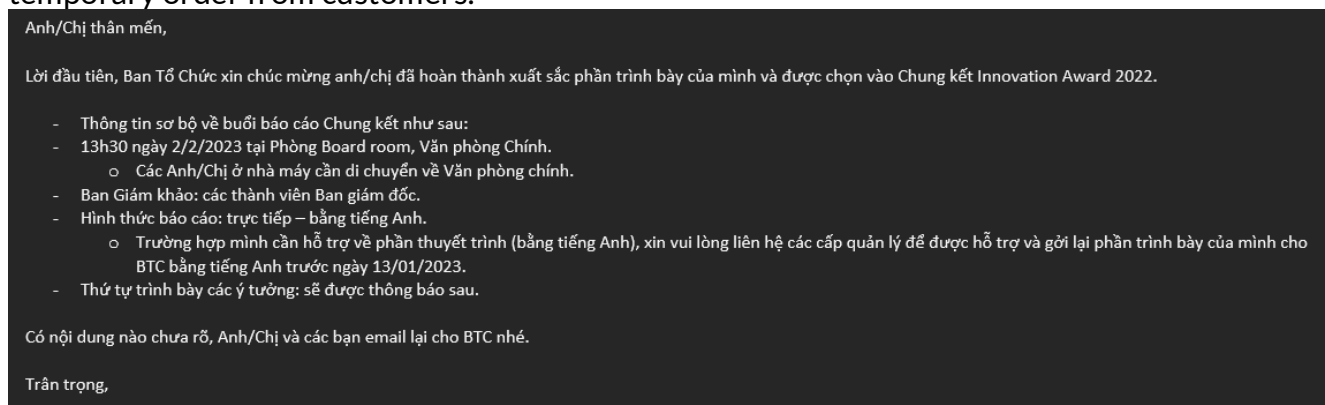 temporary order from customers.
Anh/Chị thân mến,
Lời đầu tiên, Ban Tổ Chức xin chúc mừng anh/chị đã hoàn thành xuất sắc phần trình bày của mình và được chọn vào Chung kết Innovation Award 2022.
- Thông tin sơ bộ về buổi báo cáo Chung kết như sau:
- 13h30 ngày 2/2/2023 tại Phòng Board room, Văn phòng Chính.
o Các Anh/Chị ở nhà máy cần di chuyển về Văn phòng chính.
- Ban Giám khảo: các thành viên Ban giám đốc.
- Hình thức báo cáo: trực tiếp – bằng tiếng Anh.
o Trường hợp mình cần hỗ trợ về phần thuyết trình (bằng tiếng Anh), xin vui lòng liên hệ các cấp quản lý để được hỗ trợ và gởi lại phần trình bày của mình cho
BTC bằng tiếng Anh trước ngày 13/01/2023.
- Thứ tự trình bày các ý tưởng: sẽ được thông báo sau.
Có nội dung nào chưa rõ, Anh/Chị và các bạn email lại cho BTC nhé.
Trân trọng,